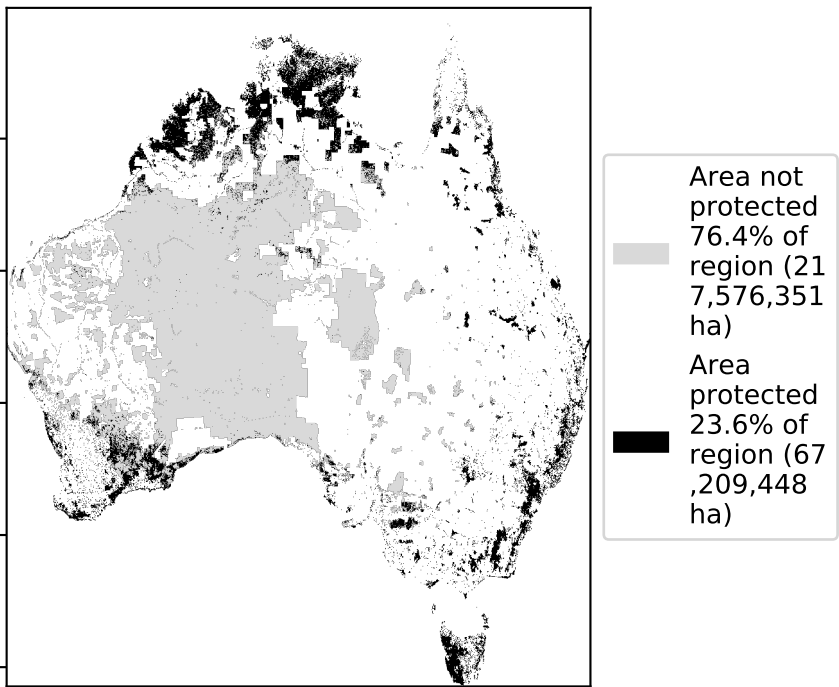 Area not
protected
76.4% of
region (21
7,576,351
ha)
Area
protected
23.6% of
region (67
,209,448
ha)